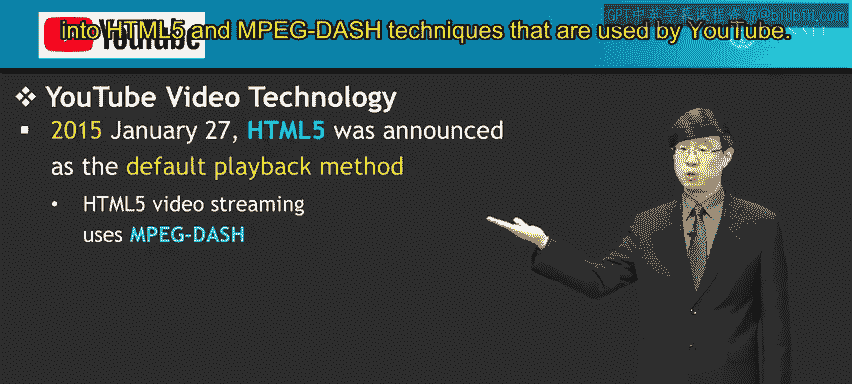 into HTML5 and MPEG-DASH techniques that are used by YouTube.
YouTube
❖ YouTube Video Technology
▪ 2015 January 27, HTML5 was announced
as the default playback method
• HTML5 video streaming
uses MPEG-DASH